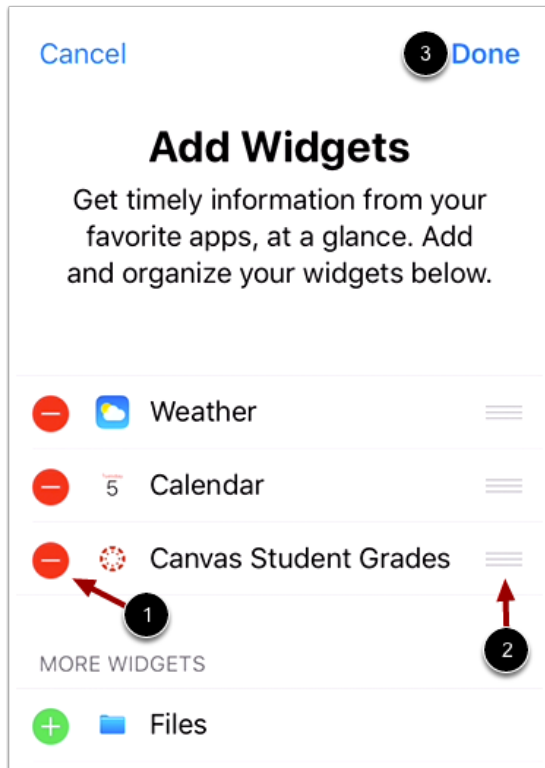 Cancel 3 Done
Add Widgets
Get timely information from your
favorite apps, at a glance. Add
and organize your widgets below.
Weather
Tuesday
5 Calendar
Canvas Student Grades
1
2
MORE WIDGETS
Files